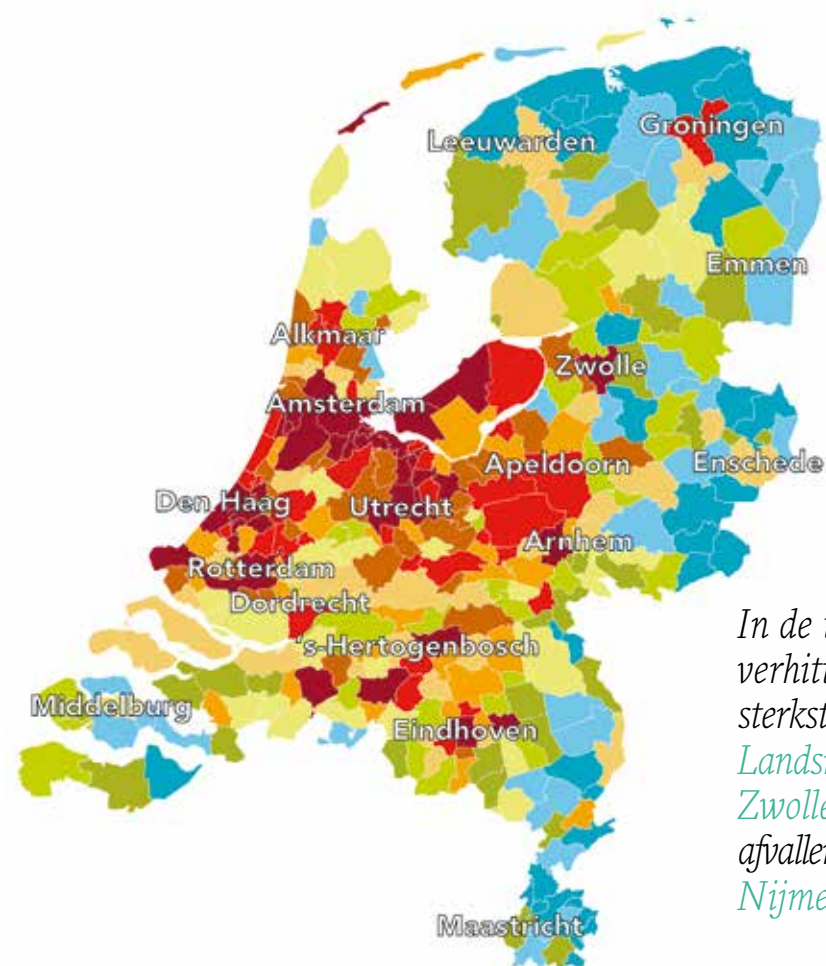 Leeuwarden
Groningen
Emmen
Alkmaar
Zwolle
Amsterdam
Apeldoorn
Enschede
Den Haag
Utrecht
Arnhem
Rotterdam
Dordrecht
's-Hertogenbosch
Middelburg
Eindhoven
Maastricht
In de
verhit
sterkst
Lands
Zwolle
afvaller
Nijme